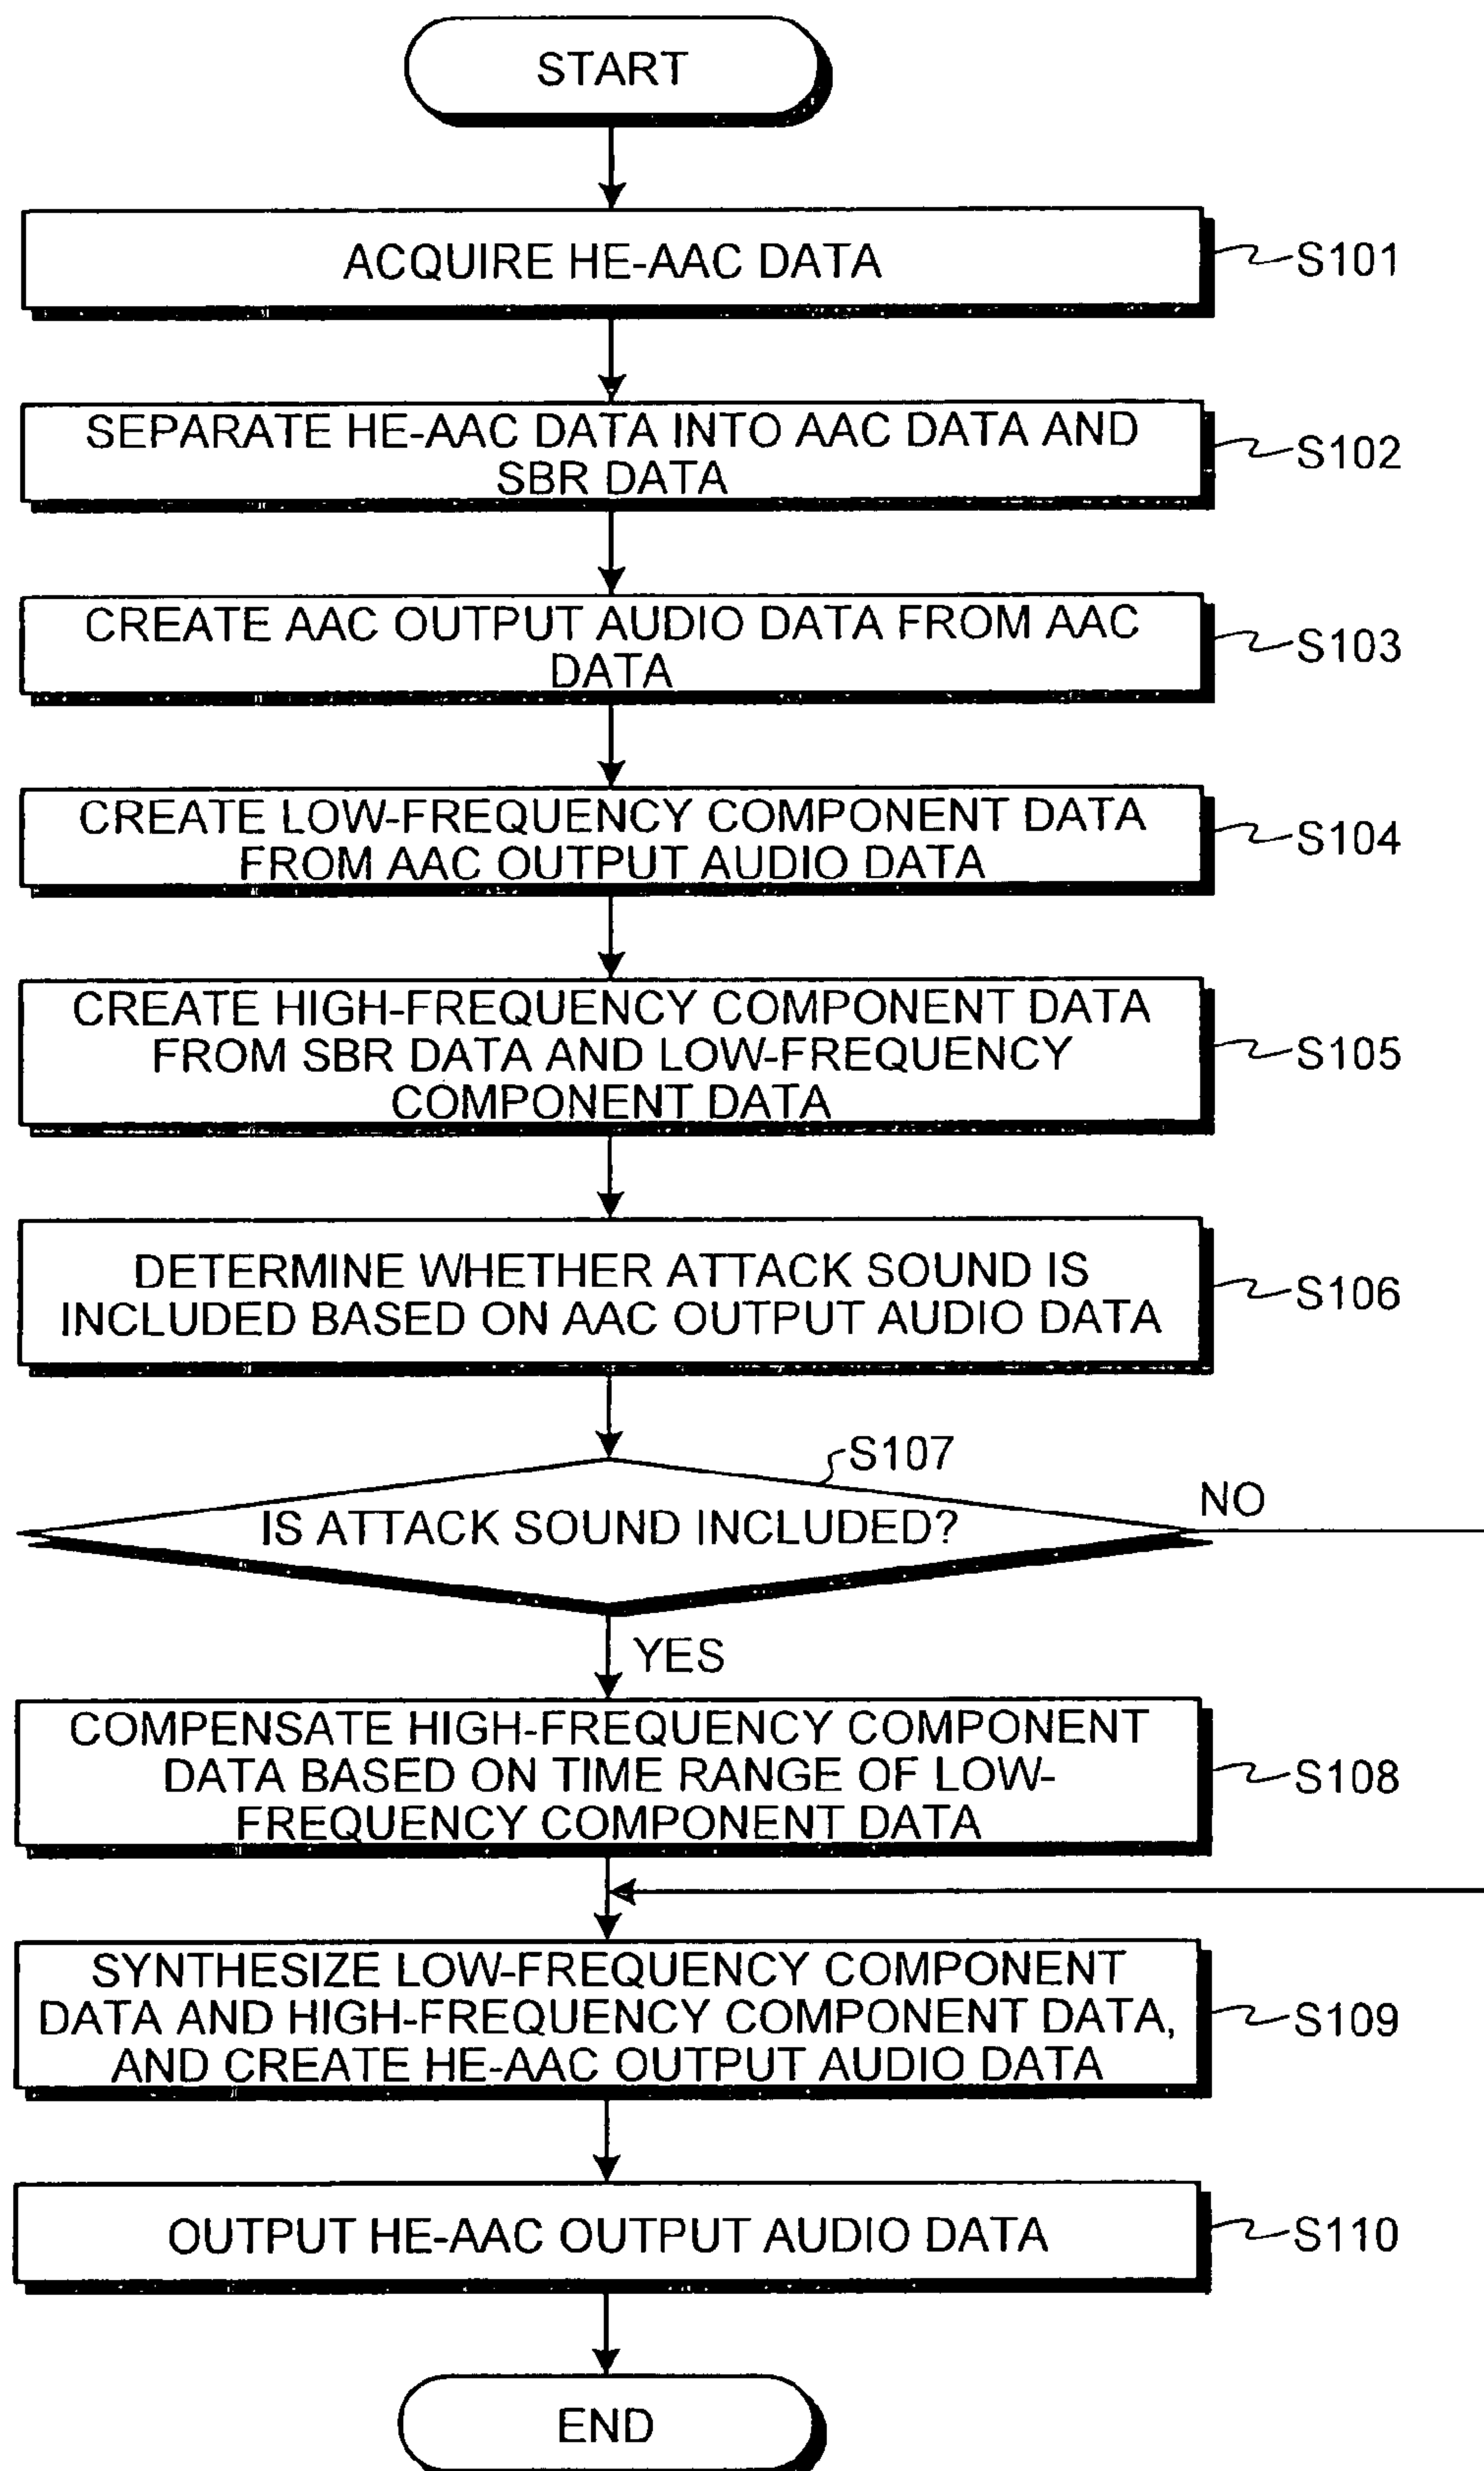 START
ACQUIRE HE-AAC DATA
S101
SEPARATE HE-AAC DATA INTO AAC DATA AND
SBR DATA
S102
CREATE AAC OUTPUT AUDIO DATA FROM AAC
DATA
S103
CREATE LOW-FREQUENCY COMPONENT DATA
FROM AAC OUTPUT AUDIO DATA
S104
CREATE HIGH-FREQUENCY COMPONENT DATA
FROM SBR DATA AND LOW-FREQUENCY
COMPONENT DATA
S105
DETERMINE WHETHER ATTACK SOUND IS
INCLUDED BASED ON AAC OUTPUT AUDIO DATA
S106
S107
IS ATTACK SOUND INCLUDED?
NO
YES
COMPENSATE HIGH-FREQUENCY COMPONENT
DATA BASED ON TIME RANGE OF LOW-
FREQUENCY COMPONENT DATA
S108
SYNTHESIZE LOW-FREQUENCY COMPONENT
DATA AND HIGH-FREQUENCY COMPONENT DATA,
AND CREATE HE-AAC OUTPUT AUDIO DATA
S109
OUTPUT HE-AAC OUTPUT AUDIO DATA
S110
END